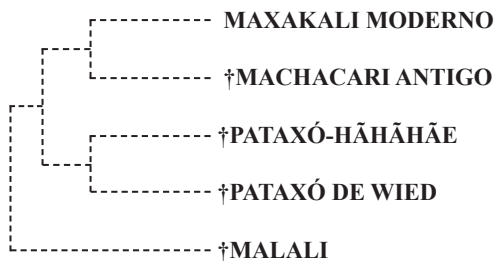 MAXAKALI MODERNO
†MACHACARI ANTIGO
†PATAXÓ-HÃHÃHÃE
†PATAXÓ DE WIED
†MALALI